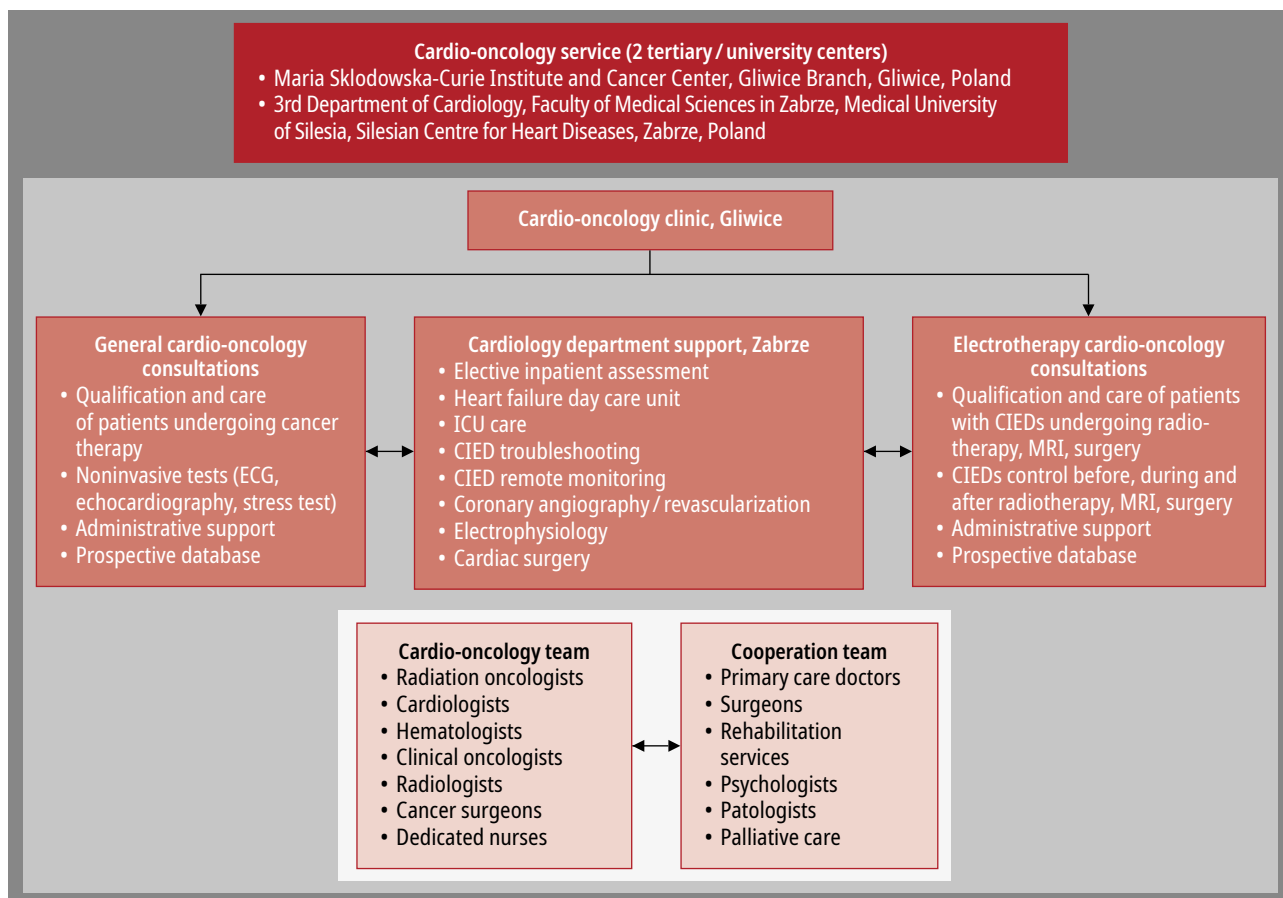 Cardio-oncology service (2 tertiary / university centers)
• Maria Sklodowska-Curie Institute and Cancer Center, Gliwice Branch, Gliwice, Poland
• 3rd Department of Cardiology, Faculty of Medical Sciences in Zabrze, Medical University
of Silesia, Silesian Centre for Heart Diseases, Zabrze, Poland
Cardio-oncology clinic, Gliwice
General cardio-oncology
consultations
• Qualification and care
of patients undergoing cancer
therapy
• Noninvasive tests (ECG,
echocardiography, stress test)
• Administrative support
• Prospective database
Cardiology department support, Zabrze
• Elective inpatient assessment
• Heart failure day care unit
• ICU care
• CIED troubleshooting
• CIED remote monitoring
• Coronary angiography / revascularization
• Electrophysiology
• Cardiac surgery
Electrotherapy cardio-oncology
consultations
• Qualification and care of patients
with CIEDs undergoing radio-
therapy, MRI, surgery
• CIEDs control before, during and
after radiotherapy, MRI, surgery
• Administrative support
• Prospective database
Cardio-oncology team
• Radiation oncologists
• Cardiologists
• Hematologists
• Clinical oncologists
• Radiologists
• Cancer surgeons
• Dedicated nurses
Cooperation team
• Primary care doctors
• Surgeons
• Rehabilitation
services
• Psychologists
• Patologists
• Palliative care